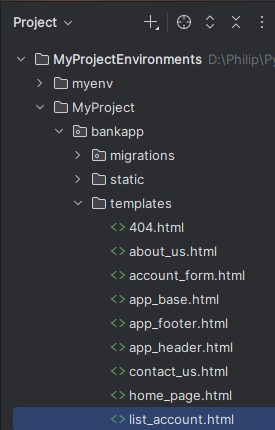 Project
MyProjectEnvironments D:\Philip\Py
myenv
MyProject
bankapp
migrations
static
templates
<> 404.html
<> about_us.html
<> account_form.html
<> app_base.html
<> app_footer.html
<> app_header.html
<> contact_us.html
<> home_page.html
<> list_account.html